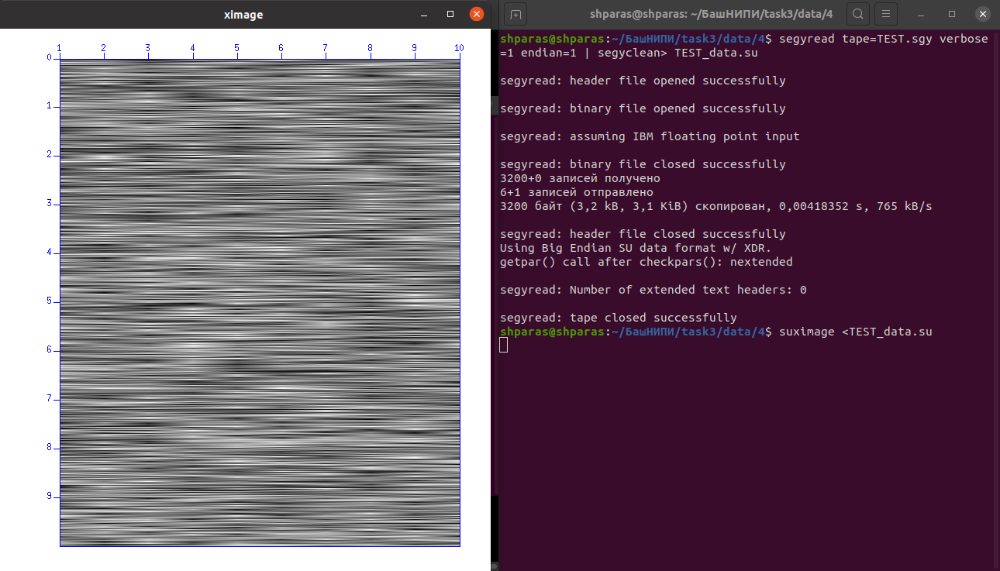 ximage
1 2 3 4 5 6 7 8 9 10
0
1
2
3
4
5
6
7
8
9
shparas@shparas: ~/БашНИПИ/task3/data/4
shparas@shparas:~/БашНИПИ/task3/data/4$ segyread tape=TEST.sgy verbose
=1 endian=1 | segyclean> TEST_data.su
segyread: header file opened successfully
segyread: binary file opened successfully
segyread: assuming IBM floating point input
segyread: binary file closed successfully
3200+0 записей получено
6+1 записей отправлено
3200 байт (3,2 kB, 3,1 KiB) скопирован, 0,00418352 s, 765 kB/s
segyread: header file closed successfully
Using Big Endian SU data format w/ XDR.
getpar() call after checkpars(): nextended
segyread: Number of extended text headers: 0
segyread: tape closed successfully
shparas@shparas:~/БашНИПИ/task3/data/4$ suximage <TEST_data.su